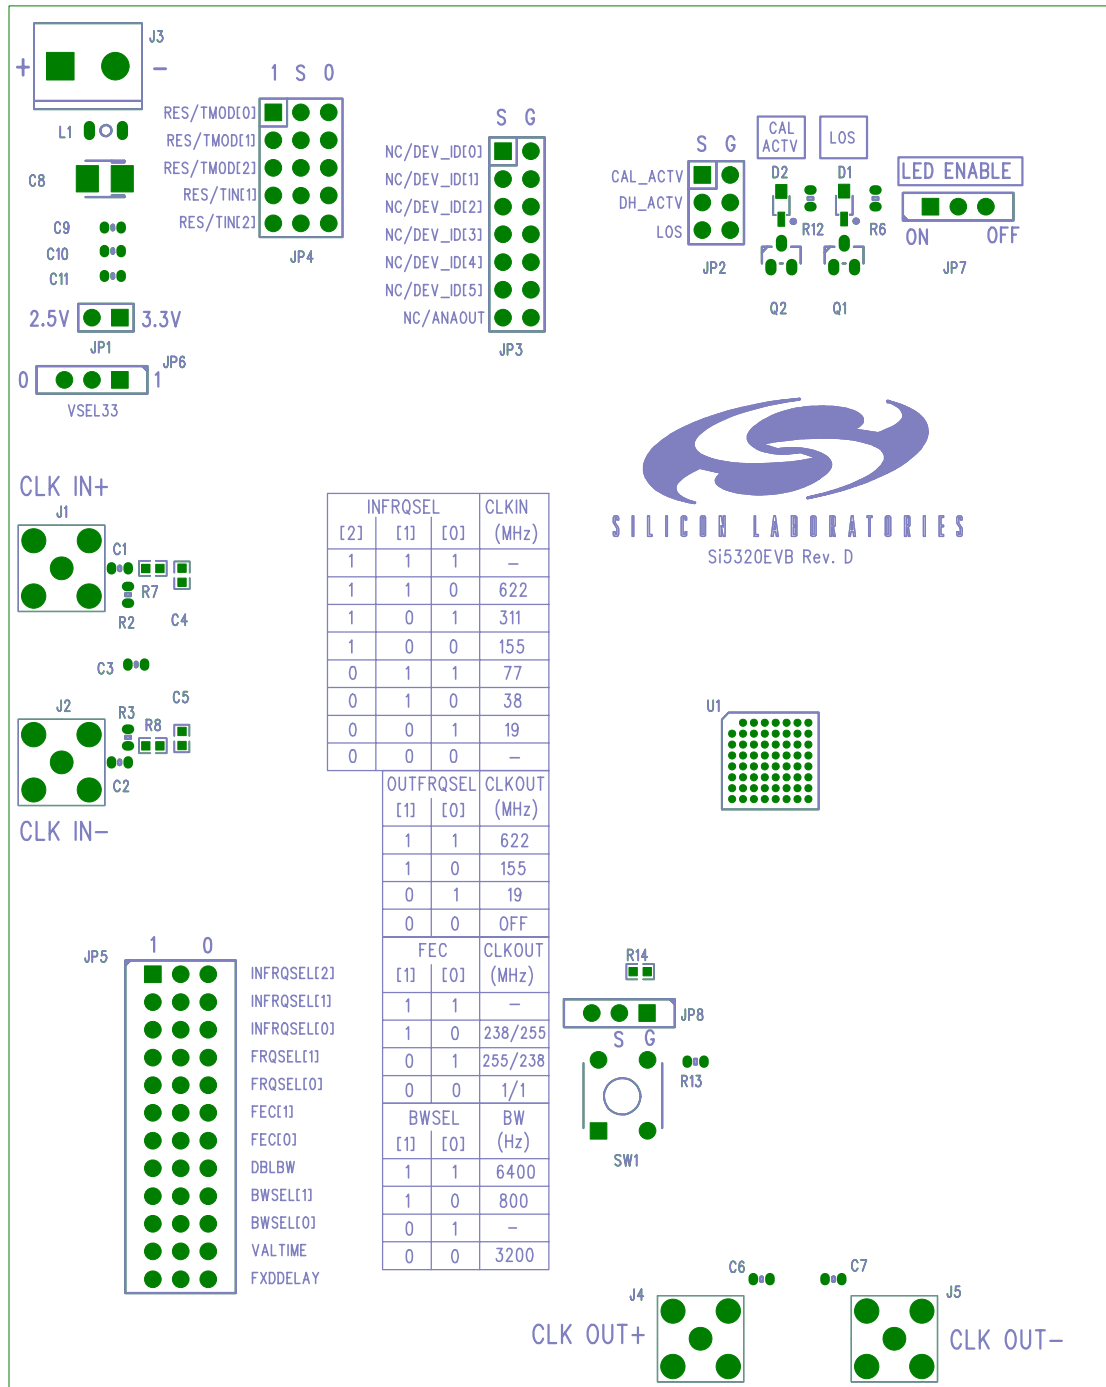 J3
+ -
L1
C8
C9
C10
C11
2.5V 3.3V
JP1
JP6
0 1
VSEL33
1 S 0
RES/TMOD[0]
RES/TMOD[1]
RES/TMOD[2]
RES/TIN[1]
RES/TIN[2]
JP4
S G
NC/DEV_ID[0]
NC/DEV_ID[1]
NC/DEV_ID[2]
NC/DEV_ID[3]
NC/DEV_ID[4]
NC/DEV_ID[5]
NC/ANAOUT
JP3
S G
CAL_ACTV
DH_ACTV
LOS
JP2
CAL
ACTV
LOS
D2 D1
R12 R6
Q2 Q1
LED ENABLE
ON OFF
JP7
SILICON LABORATORIES
Si5320EVB Rev. D
CLK IN+
J1
C1
R7
R2
C4
C3
C5
J2
R3
R8
C2
CLK IN-
INFRQSEL CLKIN
[2] [1] [0] (MHz)
1 1 1 -
1 1 0 622
1 0 1 311
1 0 0 155
0 1 1 77
0 1 0 38
0 0 1 19
0 0 0 -
OUTFRQSEL CLKOUT
[1] [0] (MHz)
1 1 622
1 0 155
0 1 19
0 0 OFF
FEC CLKOUT
[1] [0] (MHz)
1 1 -
1 0 238/255
0 1 255/238
0 0 1/1
BWSEL BW
[1] [0] (Hz)
1 1 6400
1 0 800
0 1 -
0 0 3200
U1
JP5
1 0
INFRQSEL[2]
INFRQSEL[1]
INFRQSEL[0]
FRQSEL[1]
FRQSEL[0]
FEC[1]
FEC[0]
DBLBW
BWSEL[1]
BWSEL[0]
VALTIME
FXDDELAY
R14
JP8
S G
R13
SW1
C6 C7
J4 J5
CLK OUT+ CLK OUT-